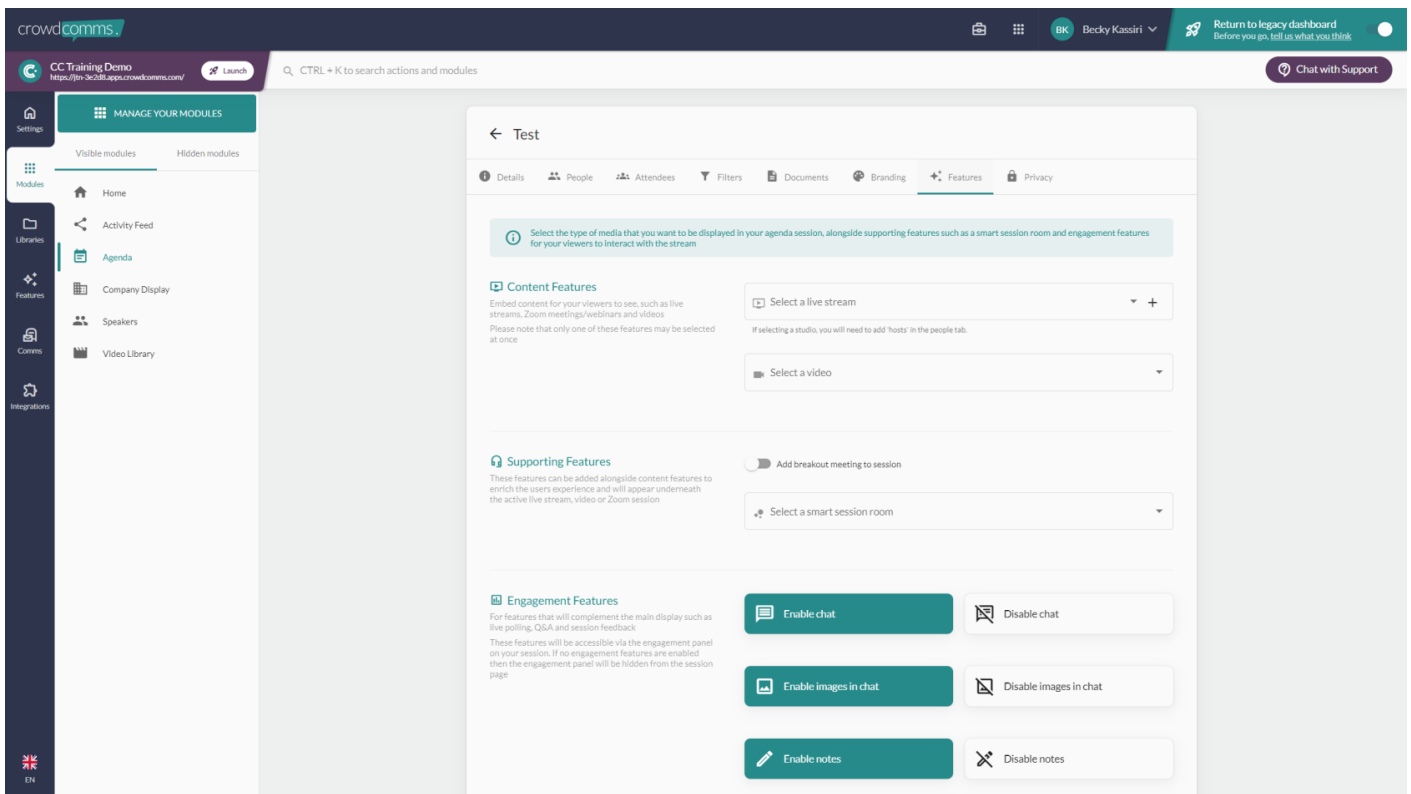 crowdcomms.
BK Becky Kassiri
Return to legacy dashboard
Before you go, tell us what you think
CC Training Demo
https://jtn-3e2d8.apps.crowdcomms.com/
Launch
CTRL + K to search actions and modules
Chat with Support
Settings
Modules
Libraries
Features
Comms
Integrations
EN
MANAGE YOUR MODULES
Visible modules Hidden modules
Home
Activity Feed
Agenda
Company Display
Speakers
Video Library
Test
Details People Attendees Filters Documents Branding Features Privacy
Select the type of media that you want to be displayed in your agenda session, alongside supporting features such as a smart session room and engagement features
for your viewers to interact with the stream
Content Features
Embed content for your viewers to see, such as live
streams, Zoom meetings/webinars and videos
Please note that only one of these features may be selected
at once
Select a live stream
If selecting a studio, you will need to add 'hosts' in the people tab.
Select a video
Supporting Features
These features can be added alongside content features to
enrich the users experience and will appear underneath
the active live stream, video or Zoom session
Add breakout meeting to session
Select a smart session room
Engagement Features
For features that will complement the main display such as
live polling, Q&A and session feedback
These features will be accessible via the engagement panel
on your session. If no engagement features are enabled
then the engagement panel will be hidden from the session
page
Enable chat Disable chat
Enable images in chat Disable images in chat
Enable notes Disable notes